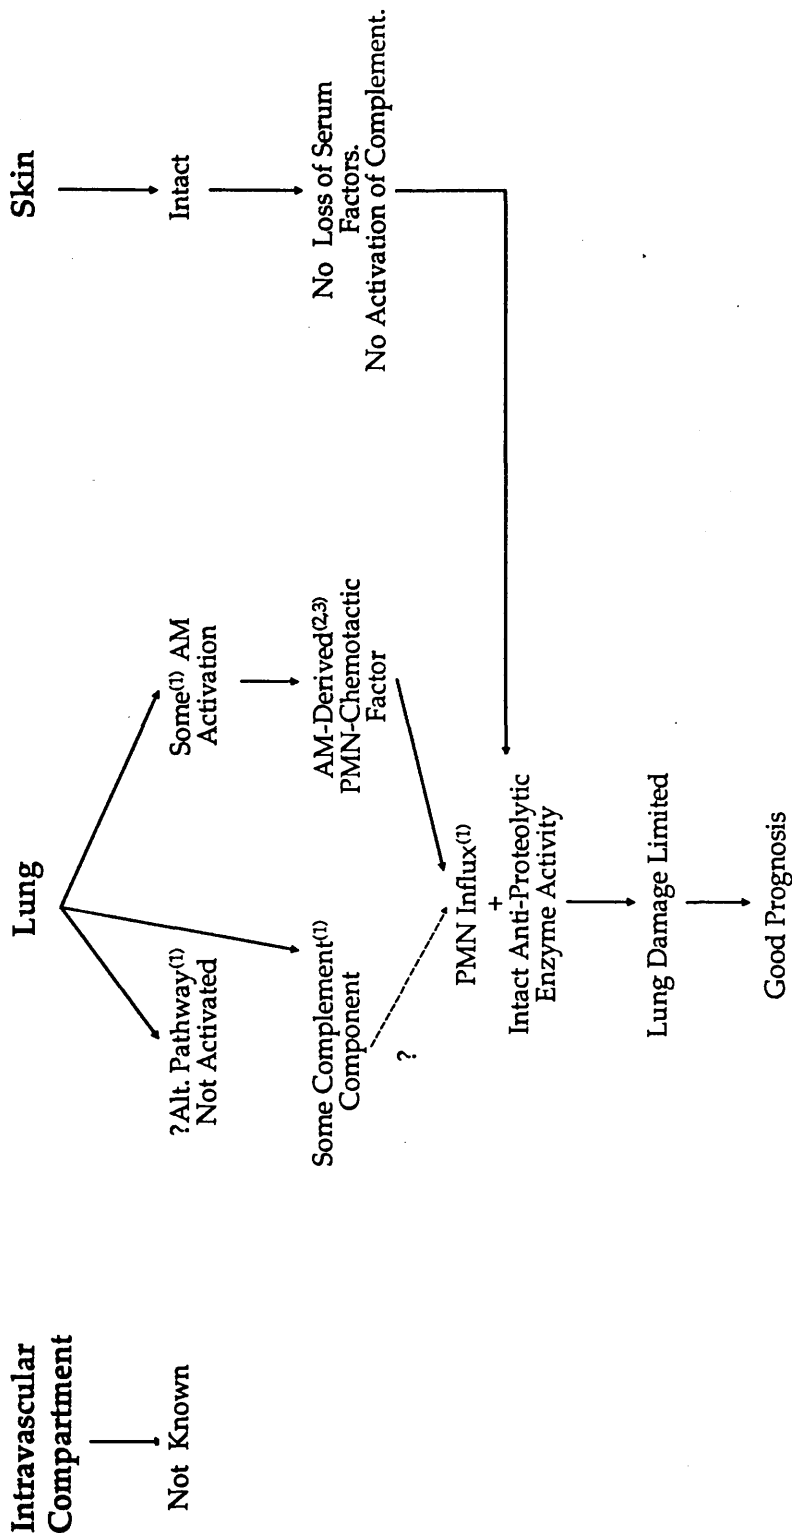 Intravascular
Compartment
Not Known
Lung
?Alt. Pathway(1)
Not Activated
Some(1) AM
Activation
Some Complement(1)
Component
?
AM-Derived(2,3)
PMN-Chemotactic
Factor
Skin
Intact
No Loss of Serum
Factors.
No Activation of Complement.
PMN Influx(1)
+
Intact Anti-Proteolytic
Enzyme Activity
Lung Damage Limited
Good Prognosis